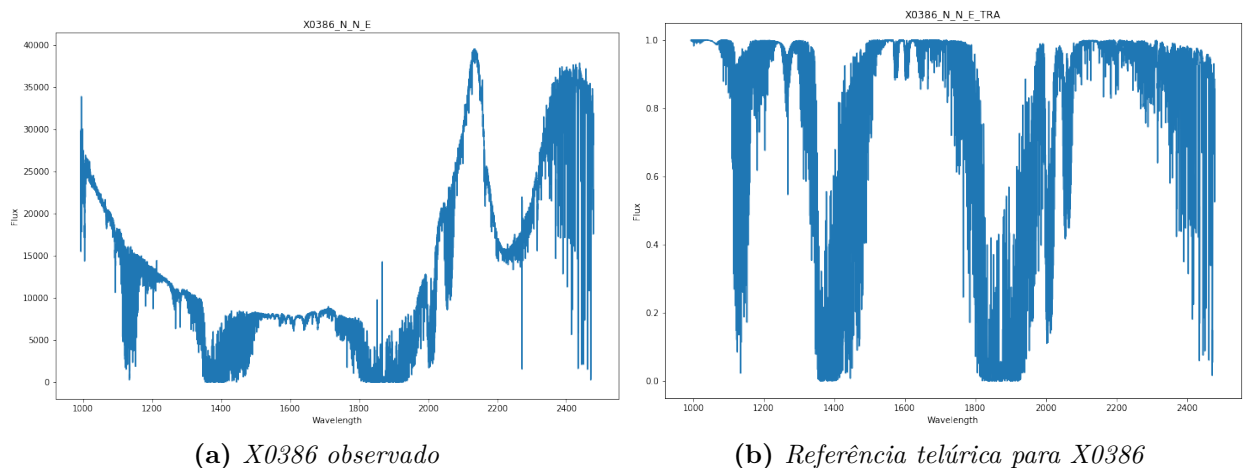 X0386_N_N_E
Flux
40000
35000
30000
25000
20000
15000
10000
5000
0
1000 1200 1400 1600 1800 2000 2200 2400
Wavelength
(a) X0386 observado
X0386_N_N_E_TRA
Flux
1.0
0.8
0.6
0.4
0.2
0.0
1000 1200 1400 1600 1800 2000 2200 2400
Wavelength
(b) Referência telúrica para X0386